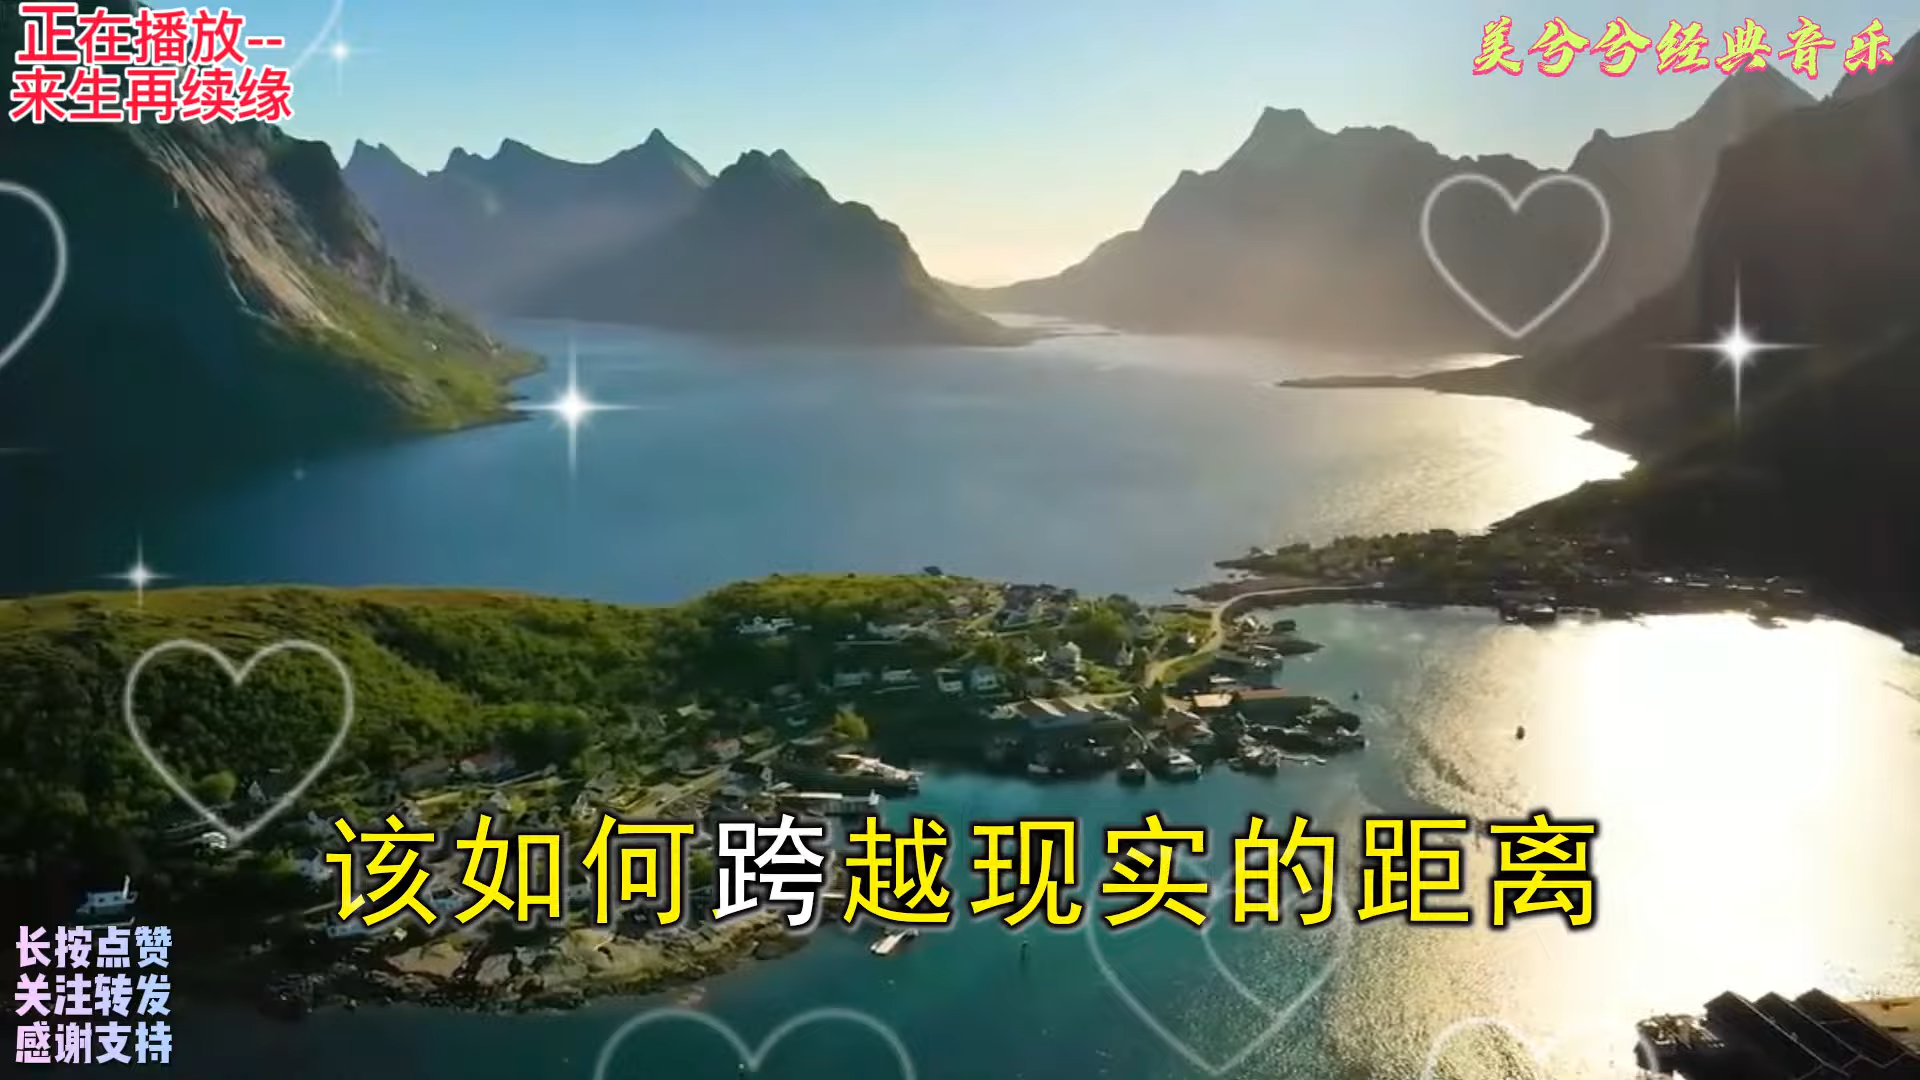 正在播放--
来生再续缘
美兮兮经典音乐
该如何跨越现实的距离
长按点赞
关注转发
感谢支持